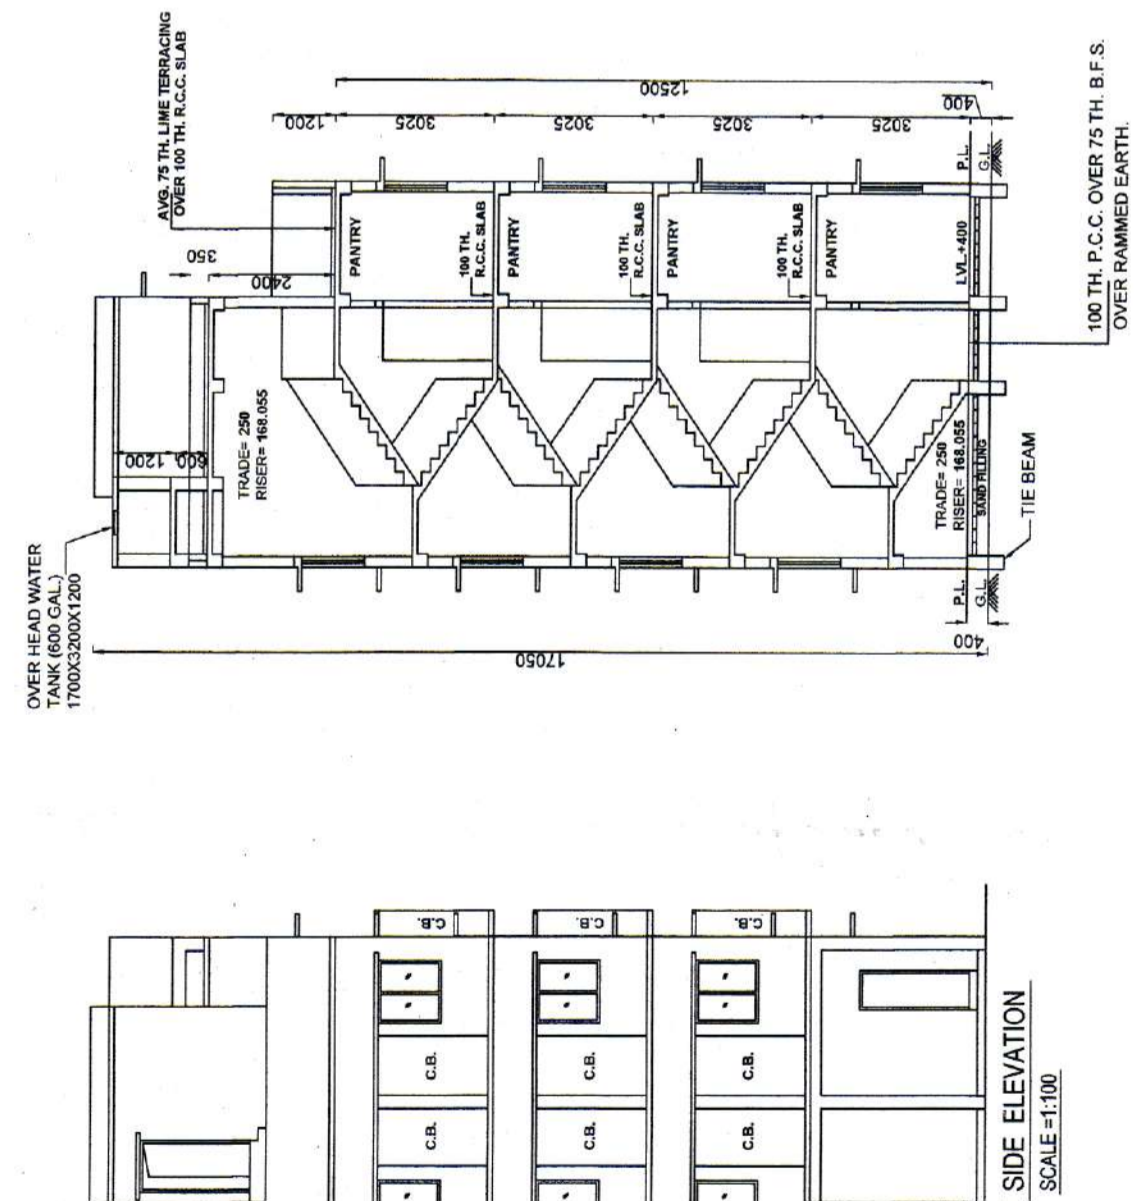 OVER HEAD WATER
TANK (600 GAL.)
1700X3200X1200
AVG. 75 TH. LIME TERRACING
OVER 100 TH. R.C.C. SLAB
350
2400
1200
3025
3025
3025
3025
12500
400
1200
600
TRADE= 250
RISER= 168.055
PANTRY
100 TH.
R.C.C. SLAB
PANTRY
100 TH.
R.C.C. SLAB
PANTRY
100 TH.
R.C.C. SLAB
PANTRY
LVL.+400
P.L.
G.L.
TRADE= 250
RISER= 168.055
SAND FILLING
TIE BEAM
P.L.
G.L.
400
17050
100 TH. P.C.C. OVER 75 TH. B.F.S.
OVER RAMMED EARTH.
C.B.
C.B.
C.B.
C.B.
C.B.
C.B.
C.B.
C.B.
C.B.
SIDE ELEVATION
SCALE =1:100